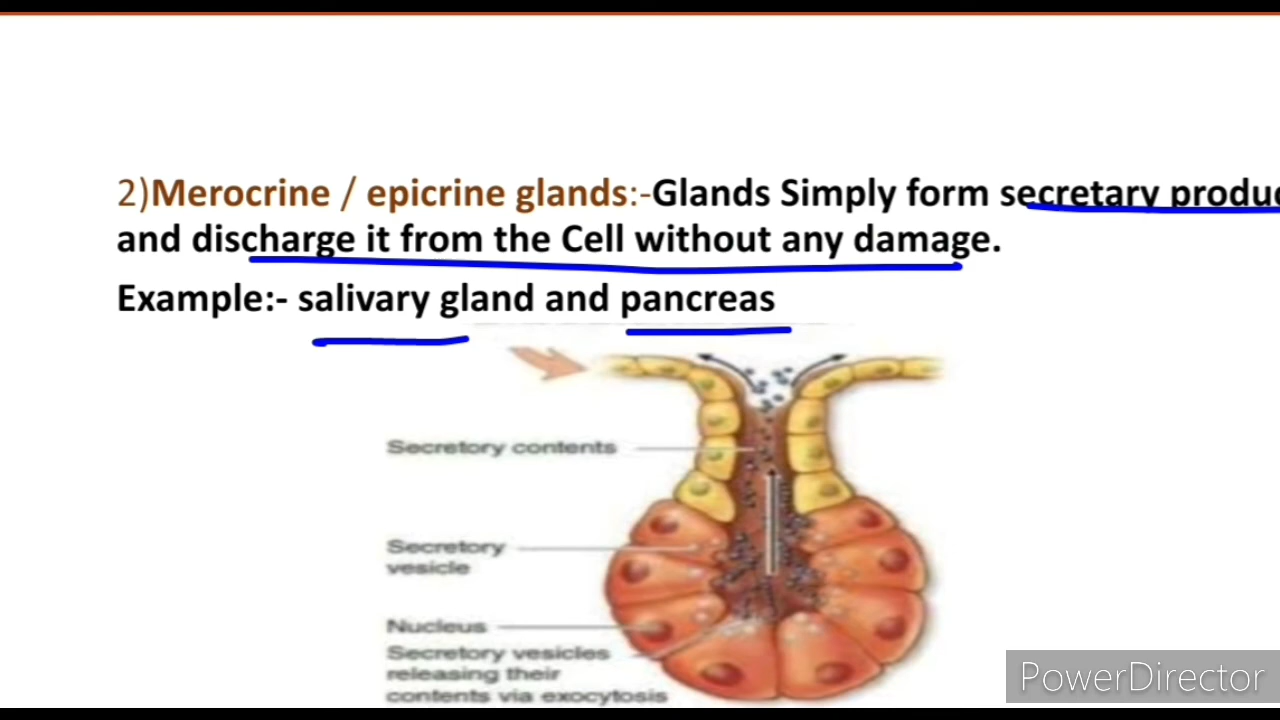 2)Merocrine / epicrine glands:-Glands Simply form secretary produc
and discharge it from the Cell without any damage.
Example:- salivary gland and pancreas
Secretory contents
Secretory
vesicle
Nucleus
Secretory vesicles
releasing their
contents via exocytosis
PowerDirector